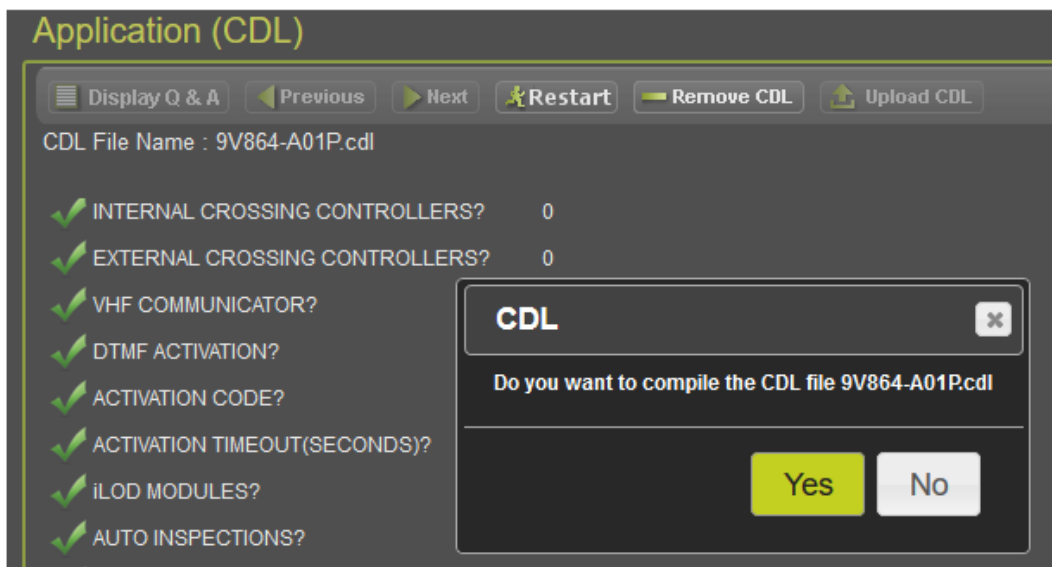 Application (CDL)
Display Q & A Previous Next Restart Remove CDL Upload CDL
CDL File Name : 9V864-A01P.cdl
INTERNAL CROSSING CONTROLLERS? 0
EXTERNAL CROSSING CONTROLLERS? 0
VHF COMMUNICATOR?
DTMF ACTIVATION?
ACTIVATION CODE?
ACTIVATION TIMEOUT(SECONDS)?
iLOD MODULES?
AUTO INSPECTIONS?
CDL
Do you want to compile the CDL file 9V864-A01P.cdl
Yes No